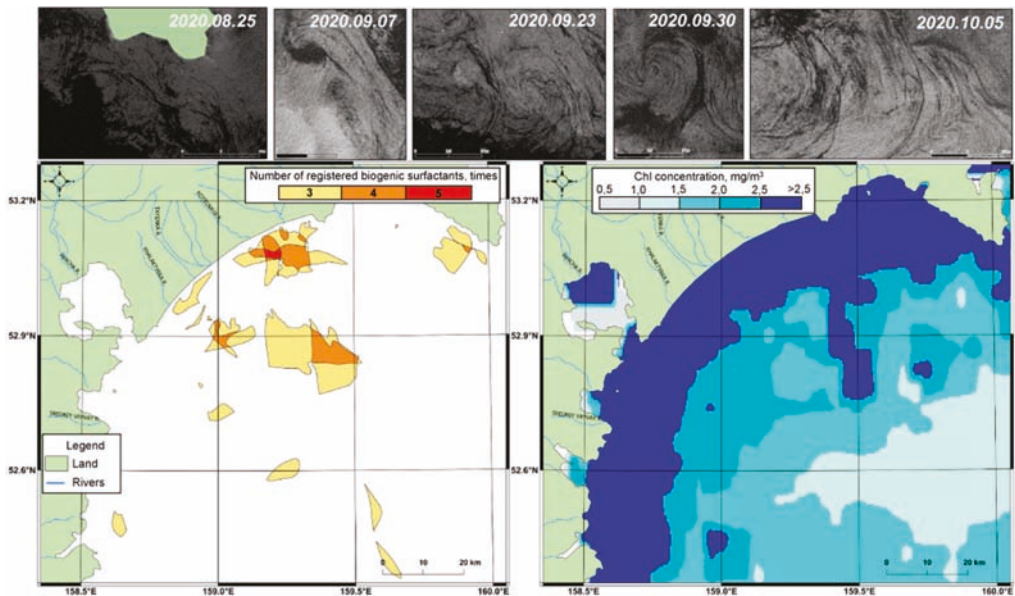 2020.08.25
2020.09.07
2020.09.23
2020.09.30
2020.10.05
Number of registered biogenic surfactants, times
3 4 5
53.2°N
52.9°N
52.6°N
Legend
Land
Rivers
0 10 20 km
158.5°E 159.0°E 159.5°E 160.0°E
Chl concentration, mg/m³
0,5 1,0 1,5 2,0 2,5 >2.5
53.2°N
52.9°N
52.6°N
0 10 20 km
158.5°E 159.0°E 159.5°E 160.0°E